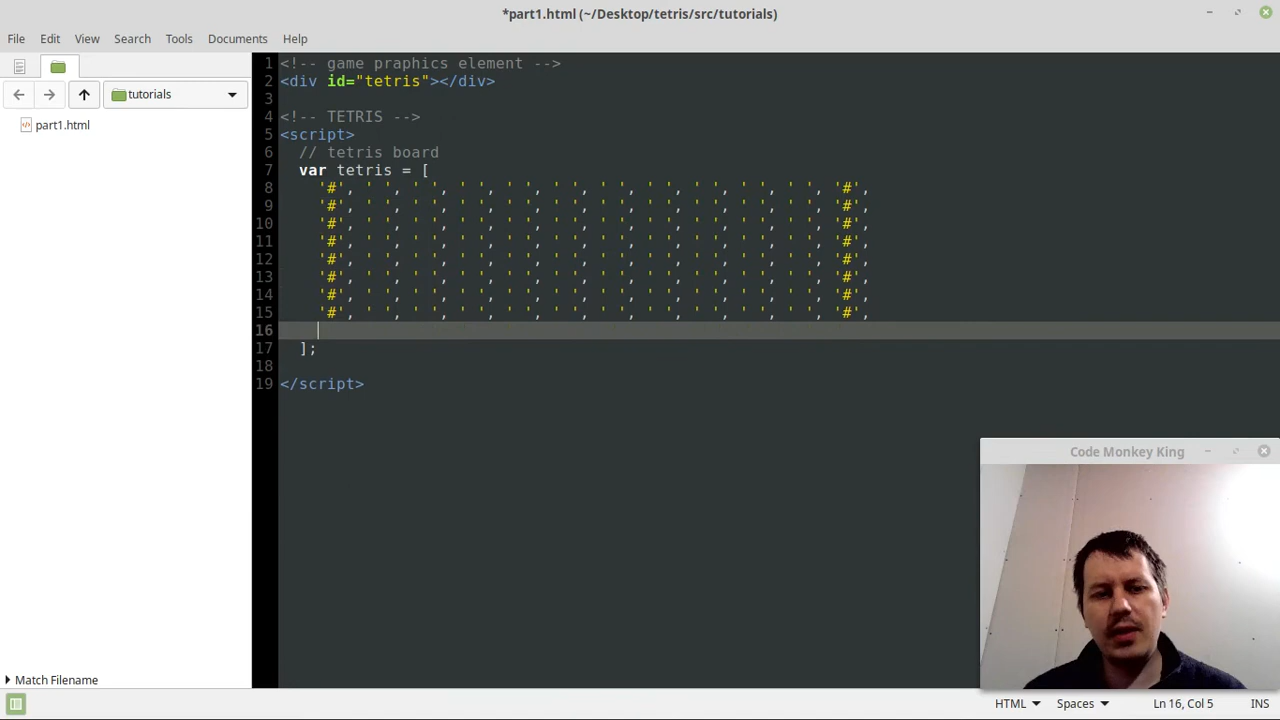 *part1.html (~/Desktop/tetris/src/tutorials)
File Edit View Search Tools Documents Help
tutorials
part1.html
1 <!-- game praphics element -->
2 <div id="tetris"></div>
3
4 <!-- TETRIS -->
5 <script>
6 // tetris board
7 var tetris = [
8 '#', ' ', ' ', ' ', ' ', ' ', ' ', ' ', ' ', ' ', ' ', '#',
9 '#', ' ', ' ', ' ', ' ', ' ', ' ', ' ', ' ', ' ', ' ', '#',
10 '#', ' ', ' ', ' ', ' ', ' ', ' ', ' ', ' ', ' ', ' ', '#',
11 '#', ' ', ' ', ' ', ' ', ' ', ' ', ' ', ' ', ' ', ' ', '#',
12 '#', ' ', ' ', ' ', ' ', ' ', ' ', ' ', ' ', ' ', ' ', '#',
13 '#', ' ', ' ', ' ', ' ', ' ', ' ', ' ', ' ', ' ', ' ', '#',
14 '#', ' ', ' ', ' ', ' ', ' ', ' ', ' ', ' ', ' ', ' ', '#',
15 '#', ' ', ' ', ' ', ' ', ' ', ' ', ' ', ' ', ' ', ' ', '#',
16
17 ];
18
19 </script>
Code Monkey King
Match Filename
HTML Spaces Ln 16, Col 5 INS